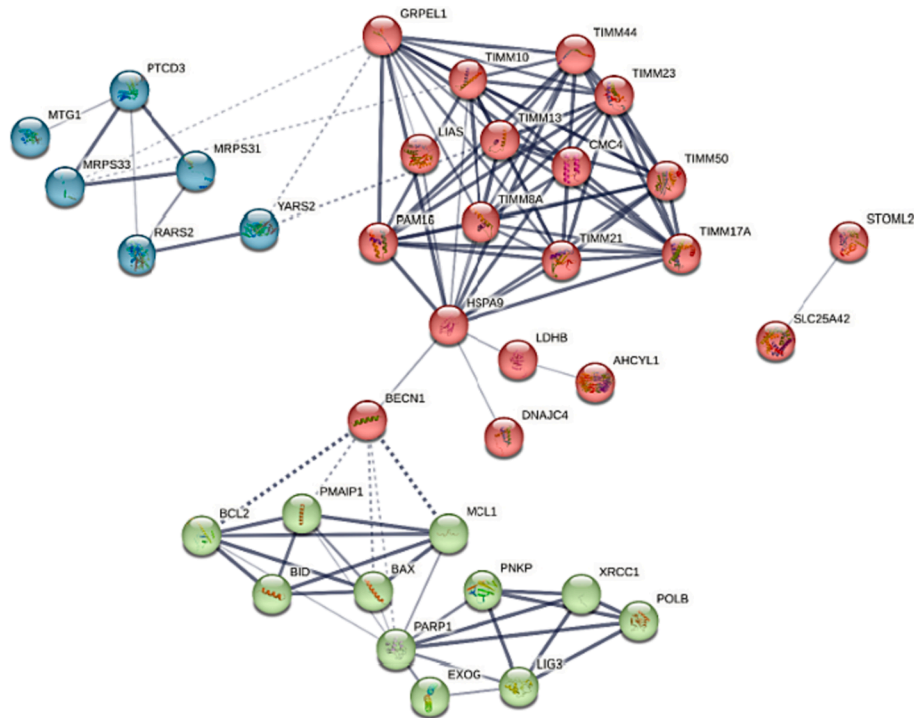 GRPEL1
TIMM44
TIMM10
TIMM23
PTCD3
MTG1
TIMM13
LIAS
CMC4
MRPS31
MRPS33
TIMM50
YARS2
TIMM8A
PAM16
RARS2
TIMM21
TIMM17A
STOML2
HSPA9
SLC25A42
LDHB
AHCYL1
BECN1
DNAJC4
PMAIP1
BCL2
MCL1
BID
BAX
PNKP
XRCC1
POLB
PARP1
EXOG
LIG3